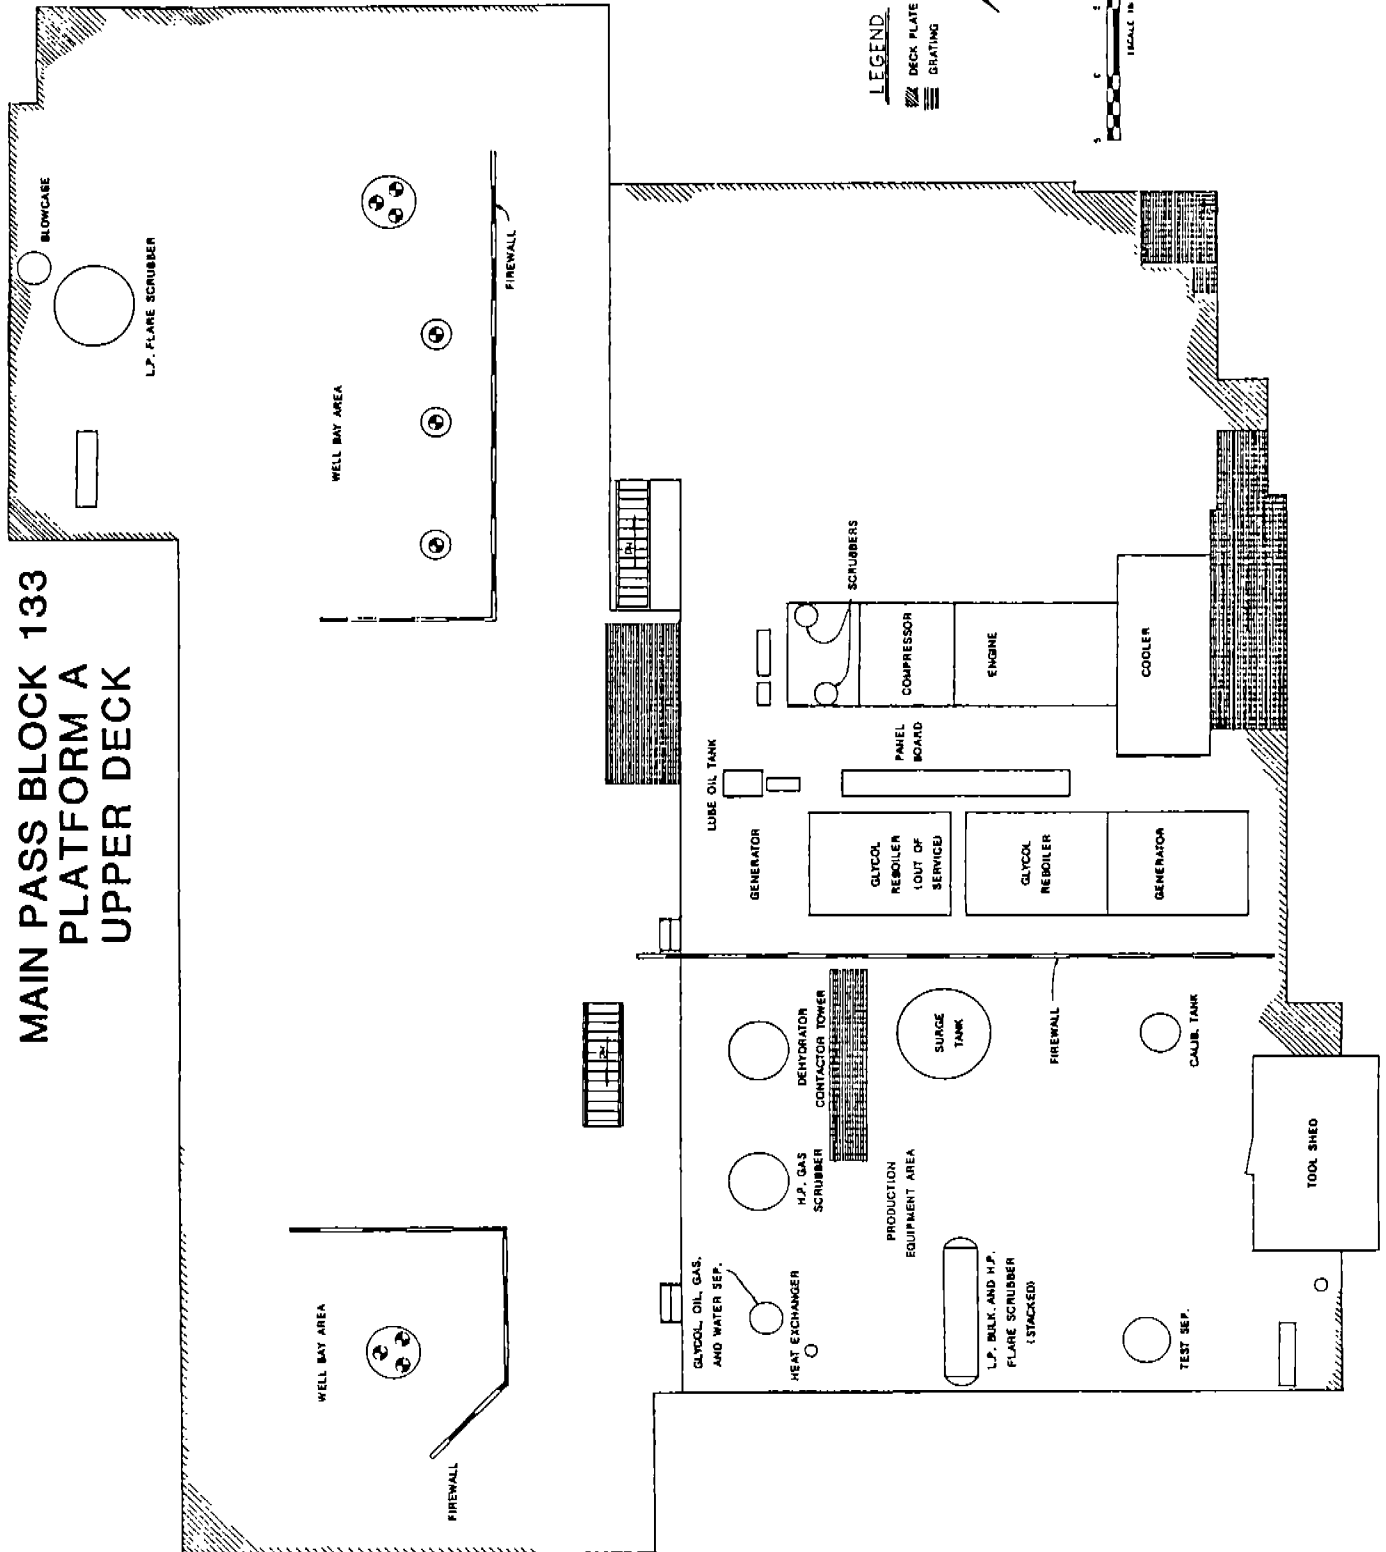 MAIN PASS BLOCK 133
PLATFORM A
UPPER DECK
BLOWCASE
L.P. FLARE SCRUBBER
WELL BAY AREA
FIREWALL
LEGEND
DECK PLATE
GRATING
SCRUBBERS
COMPRESSOR
ENGINE
COOLER
PANEL
BOARD
LUBE OIL TANK
GENERATOR
GLYCOL
REBOILER
(OUT OF
SERVICE)
GLYCOL
REBOILER
GENERATOR
DEHYDRATOR
CONTACTOR TOWER
SURGE
TANK
FIREWALL
CALIB. TANK
H.P. GAS
SCRUBBER
PRODUCTION
EQUIPMENT AREA
TOOL SHED
GLYCOL, OIL, GAS,
AND WATER SEP.
HEAT EXCHANGER
L.P. BULK AND H.P.
FLARE SCRUBBER
(STACKED)
TEST SEP.
WELL BAY AREA
FIREWALL